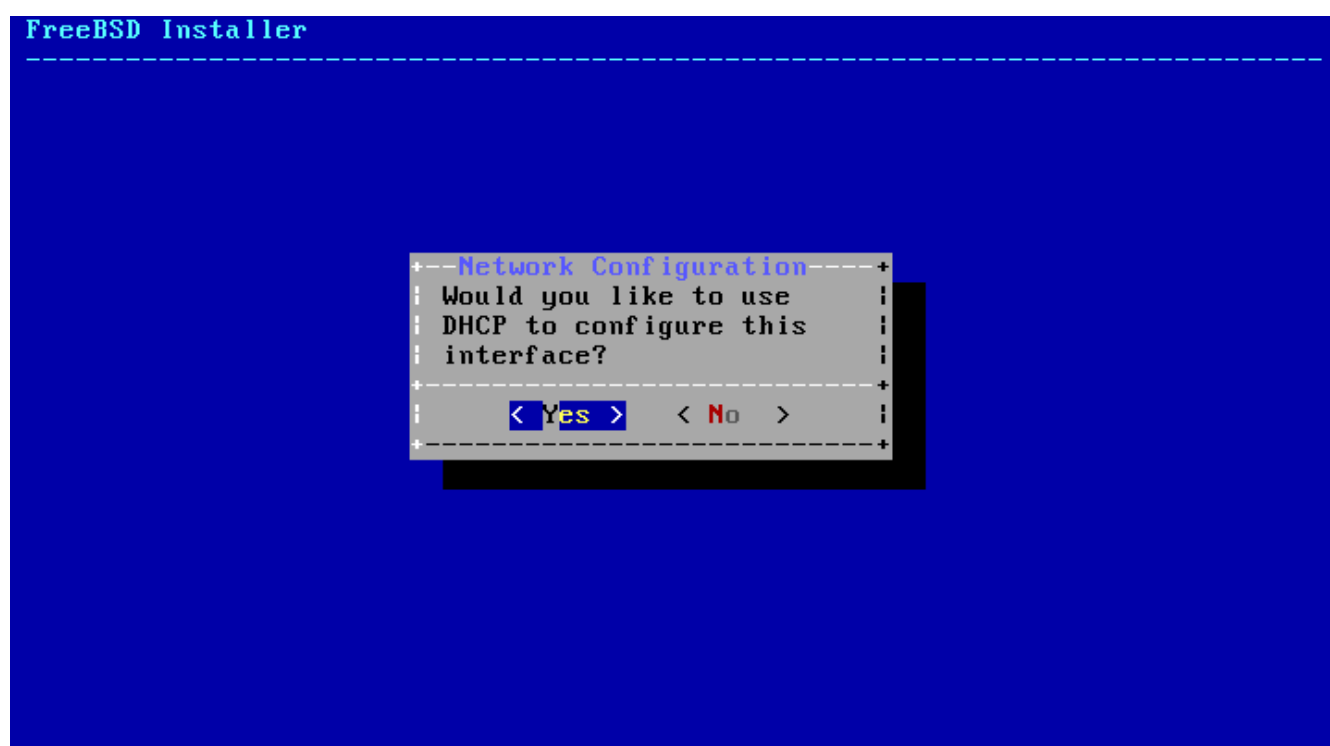 FreeBSD Installer
Network Configuration
Would you like to use
DHCP to configure this
interface?
< Yes > < No >